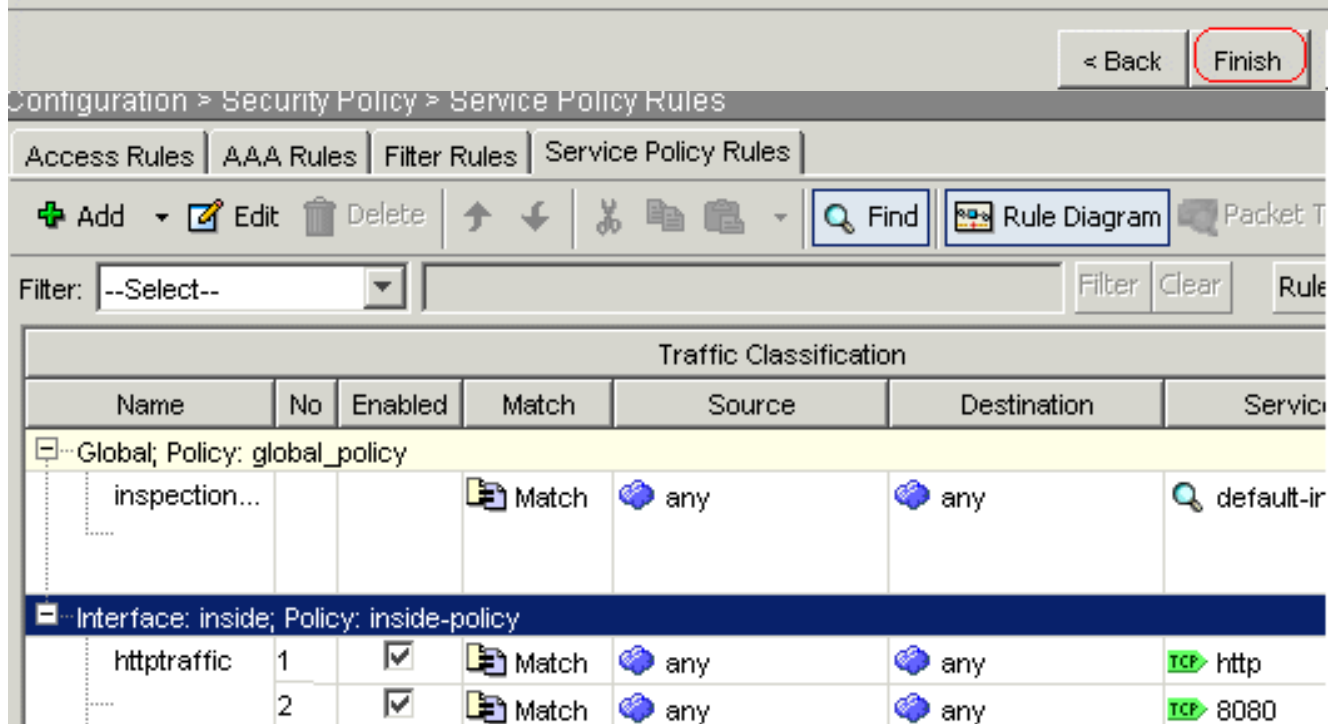 < Back Finish
Configuration > Security Policy > Service Policy Rules
Access Rules AAA Rules Filter Rules Service Policy Rules
Add Edit Delete Find Rule Diagram Packet T
Filter: --Select-- Filter Clear Rule
Traffic Classification
Name No Enabled Match Source Destination Servic
Global; Policy: global_policy
inspection... Match any any default-in
Interface: inside; Policy: inside-policy
httptraffic 1 Match any any TCP http
2 Match any any TCP 8080